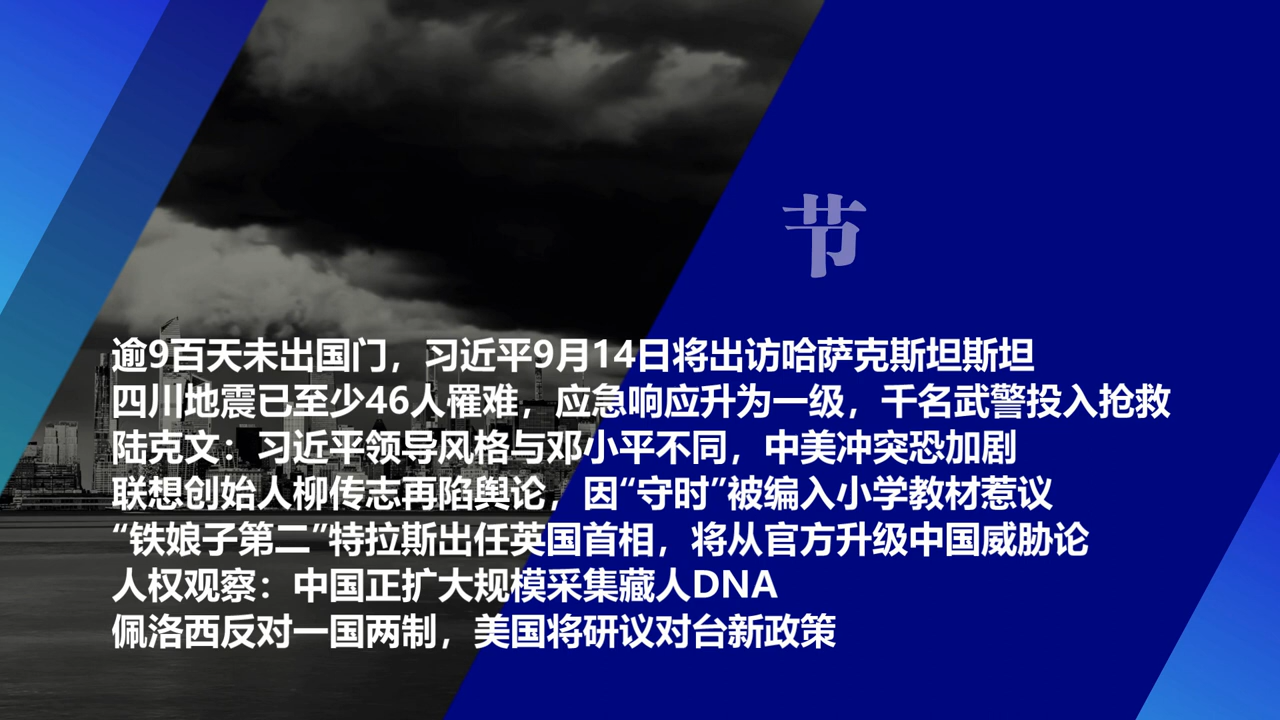 节
逾9百天未出国门，习近平9月14日将出访哈萨克斯坦斯坦
四川地震已至少46人罹难，应急响应升为一级，千名武警投入抢救
陆克文：习近平领导风格与邓小平不同，中美冲突恐加剧
联想创始人柳传志再陷舆论，因“守时”被编入小学教材惹议
“铁娘子第二”特拉斯出任英国首相，将从官方升级中国威胁论
人权观察：中国正扩大规模采集藏人DNA
佩洛西反对一国两制，美国将研议对台新政策